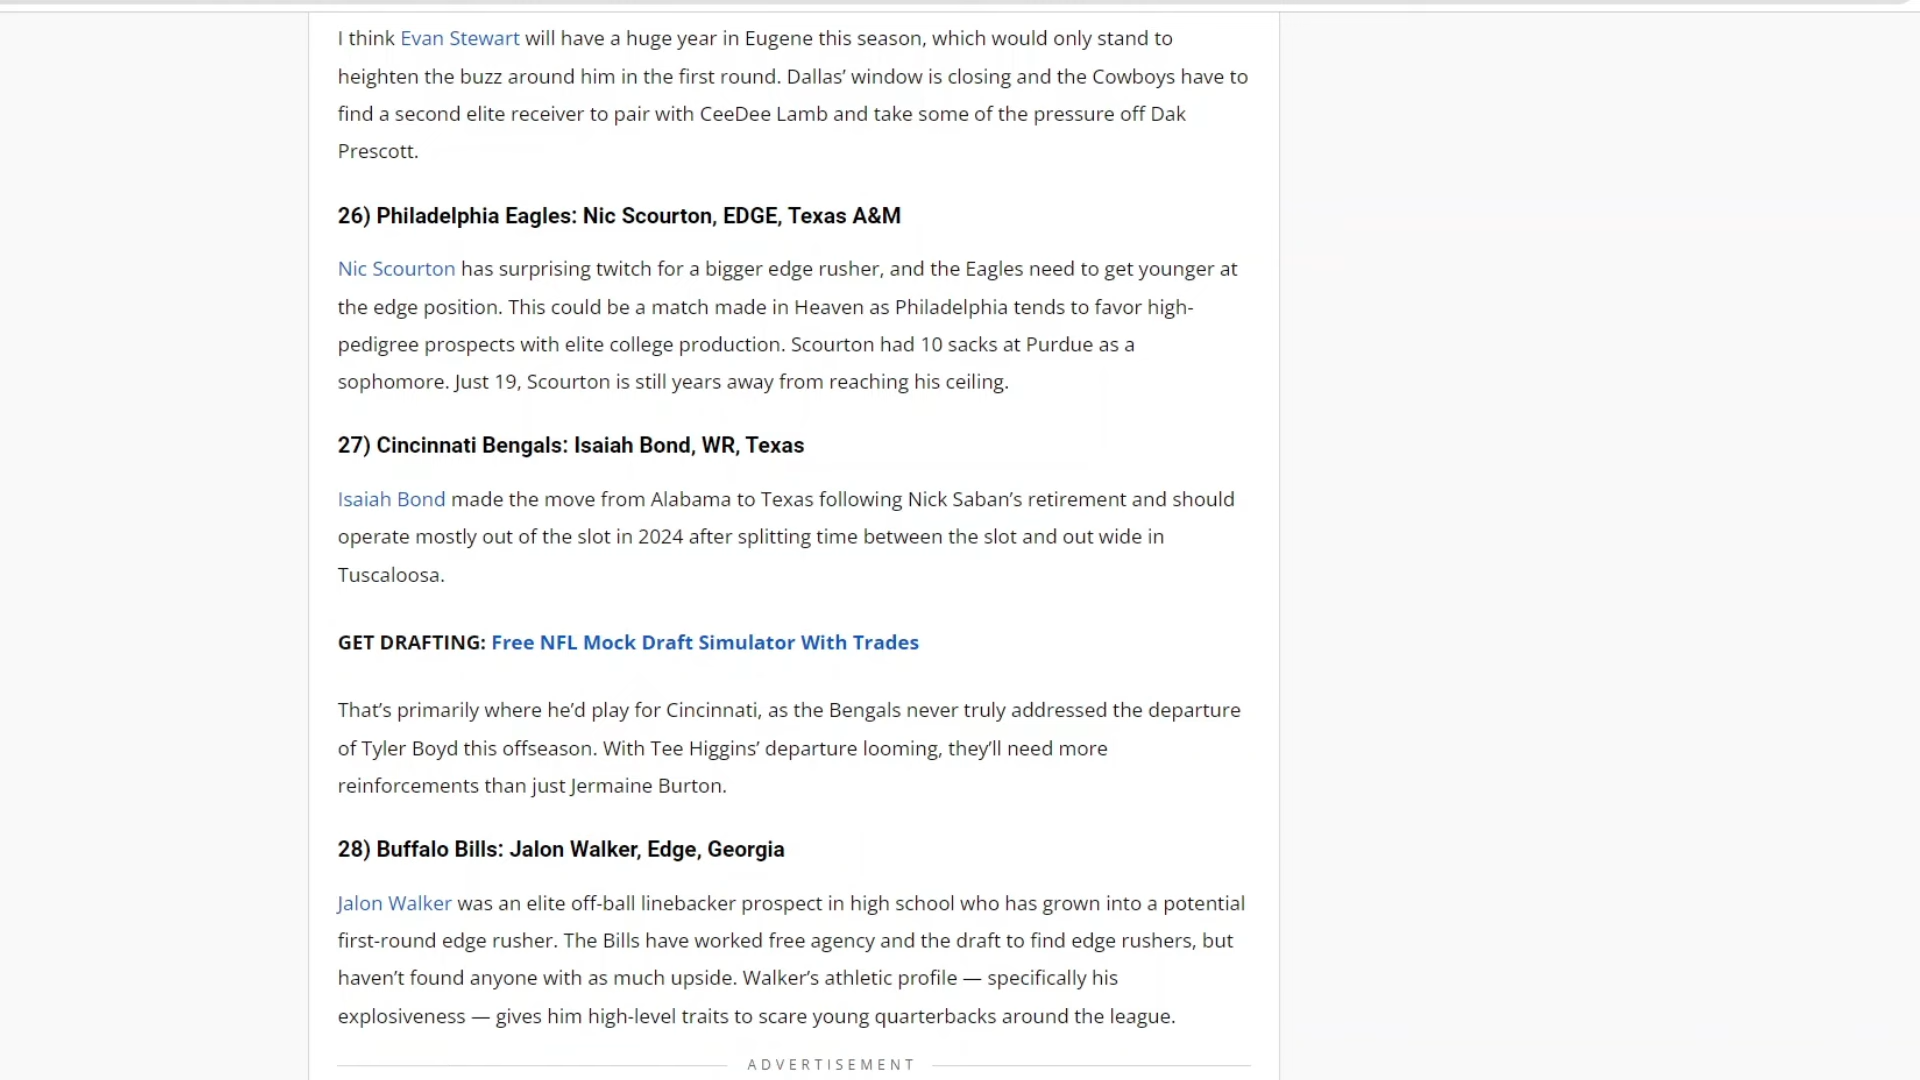 I think Evan Stewart will have a huge year in Eugene this season, which would only stand to
heighten the buzz around him in the first round. Dallas’ window is closing and the Cowboys have to
find a second elite receiver to pair with CeeDee Lamb and take some of the pressure off Dak
Prescott.
26) Philadelphia Eagles: Nic Scourton, EDGE, Texas A&M
Nic Scourton has surprising twitch for a bigger edge rusher, and the Eagles need to get younger at
the edge position. This could be a match made in Heaven as Philadelphia tends to favor high-
pedigree prospects with elite college production. Scourton had 10 sacks at Purdue as a
sophomore. Just 19, Scourton is still years away from reaching his ceiling.
27) Cincinnati Bengals: Isaiah Bond, WR, Texas
Isaiah Bond made the move from Alabama to Texas following Nick Saban’s retirement and should
operate mostly out of the slot in 2024 after splitting time between the slot and out wide in
Tuscaloosa.
GET DRAFTING: Free NFL Mock Draft Simulator With Trades
That’s primarily where he’d play for Cincinnati, as the Bengals never truly addressed the departure
of Tyler Boyd this offseason. With Tee Higgins’ departure looming, they’ll need more
reinforcements than just Jermaine Burton.
28) Buffalo Bills: Jalon Walker, Edge, Georgia
Jalon Walker was an elite off-ball linebacker prospect in high school who has grown into a potential
first-round edge rusher. The Bills have worked free agency and the draft to find edge rushers, but
haven’t found anyone with as much upside. Walker’s athletic profile — specifically his
explosiveness — gives him high-level traits to scare young quarterbacks around the league.
ADVERTISEMENT